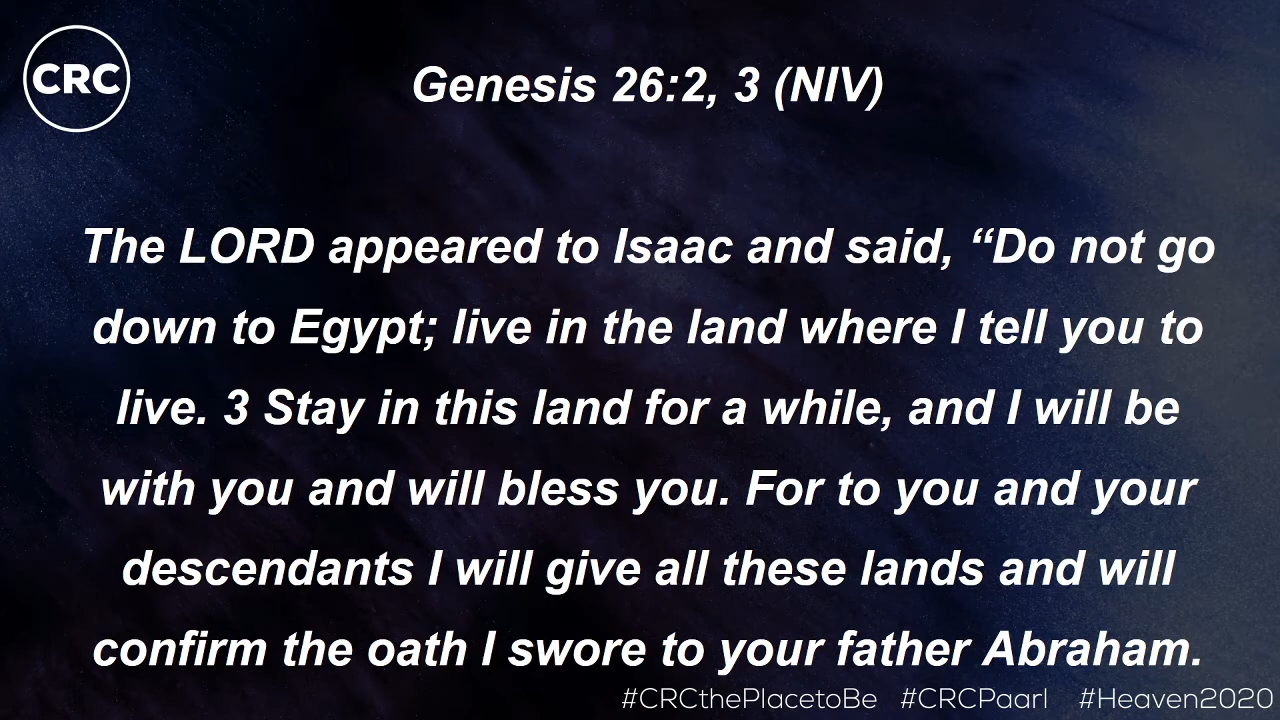 CRC
Genesis 26:2, 3 (NIV)
The LORD appeared to Isaac and said, “Do not go
down to Egypt; live in the land where I tell you to
live. 3 Stay in this land for a while, and I will be
with you and will bless you. For to you and your
descendants I will give all these lands and will
confirm the oath I swore to your father Abraham.
#CRCthePlacetoBe #CRCPaarl #Heaven2020